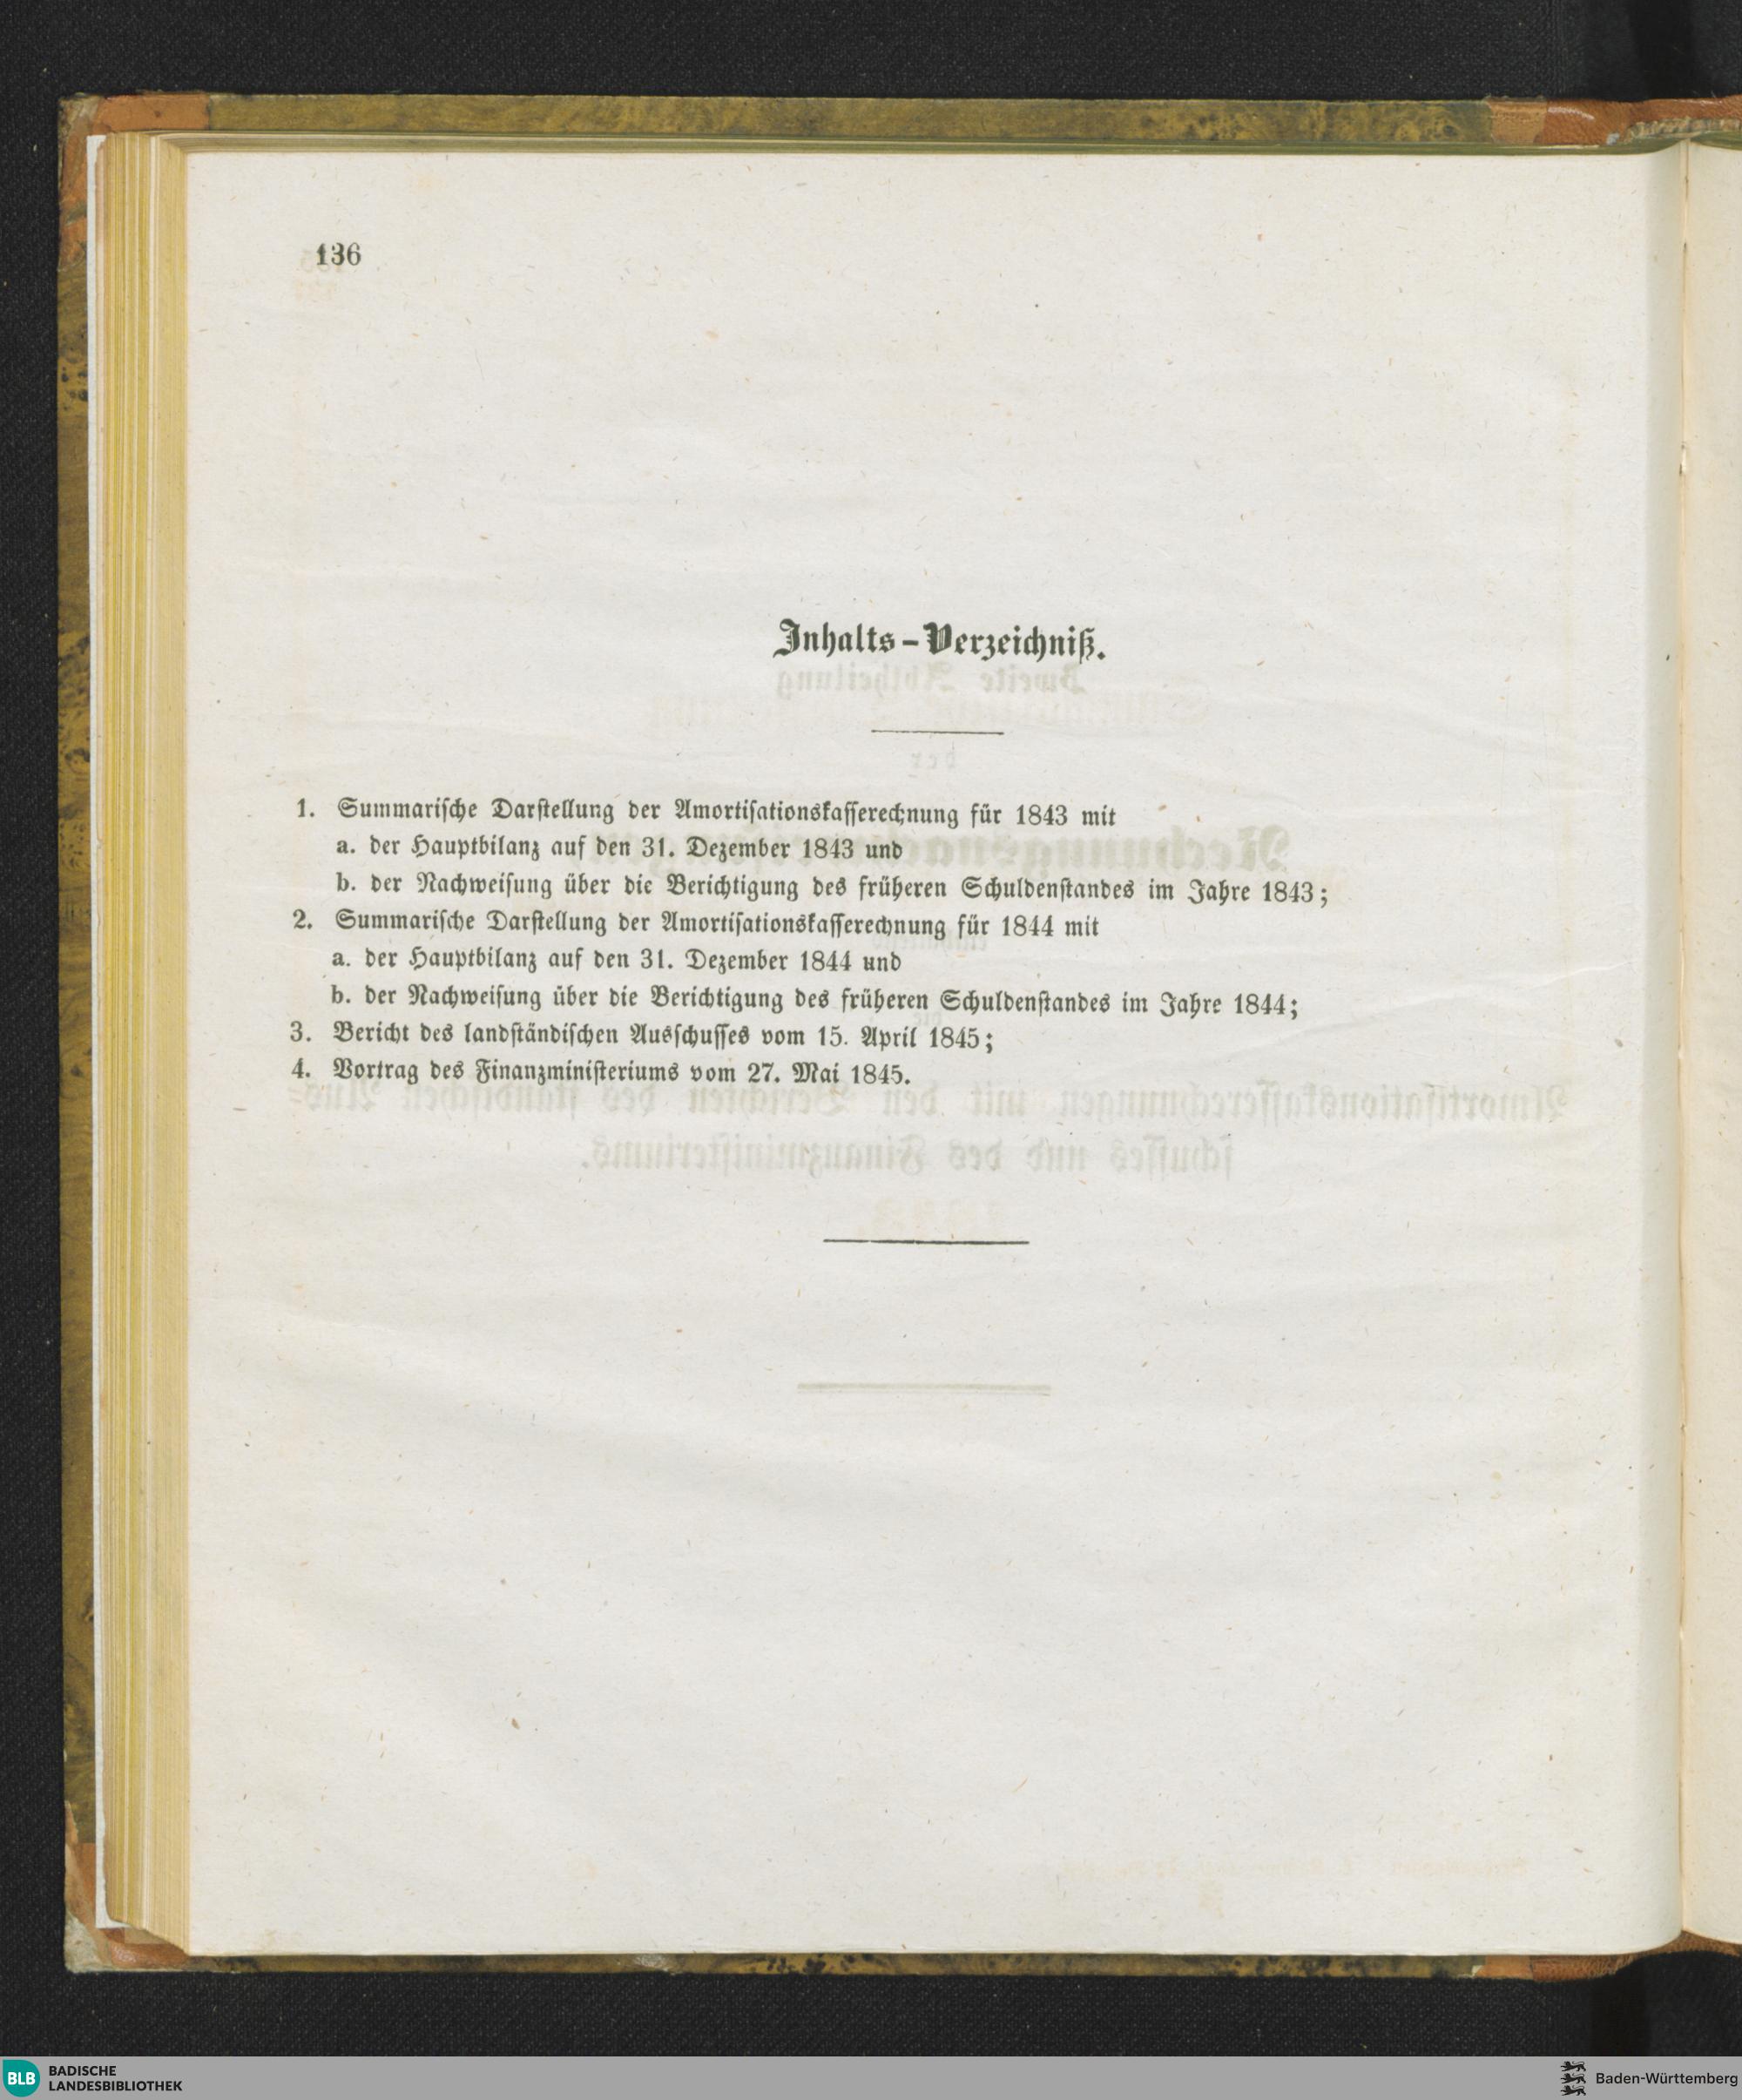 136
Inhalts-Verzeichniß.
1. Summarische Darstellung der Amortisationskasserechnung für 1843 mit
a. der Hauptbilanz auf den 31. Dezember 1843 und
b. der Nachweisung über die Berichtigung des früheren Schuldenstandes im Jahre 1843;
2. Summarische Darstellung der Amortisationskasserechnung für 1844 mit
a. der Hauptbilanz auf den 31. Dezember 1844 und
b. der Nachweisung über die Berichtigung des früheren Schuldenstandes im Jahre 1844;
3. Bericht des landständischen Ausschusses vom 15. April 1845;
4. Vortrag des Finanzministeriums vom 27. Mai 1845.
BLB BADISCHE
LANDESBIBLIOTHEK
Baden-Württemberg